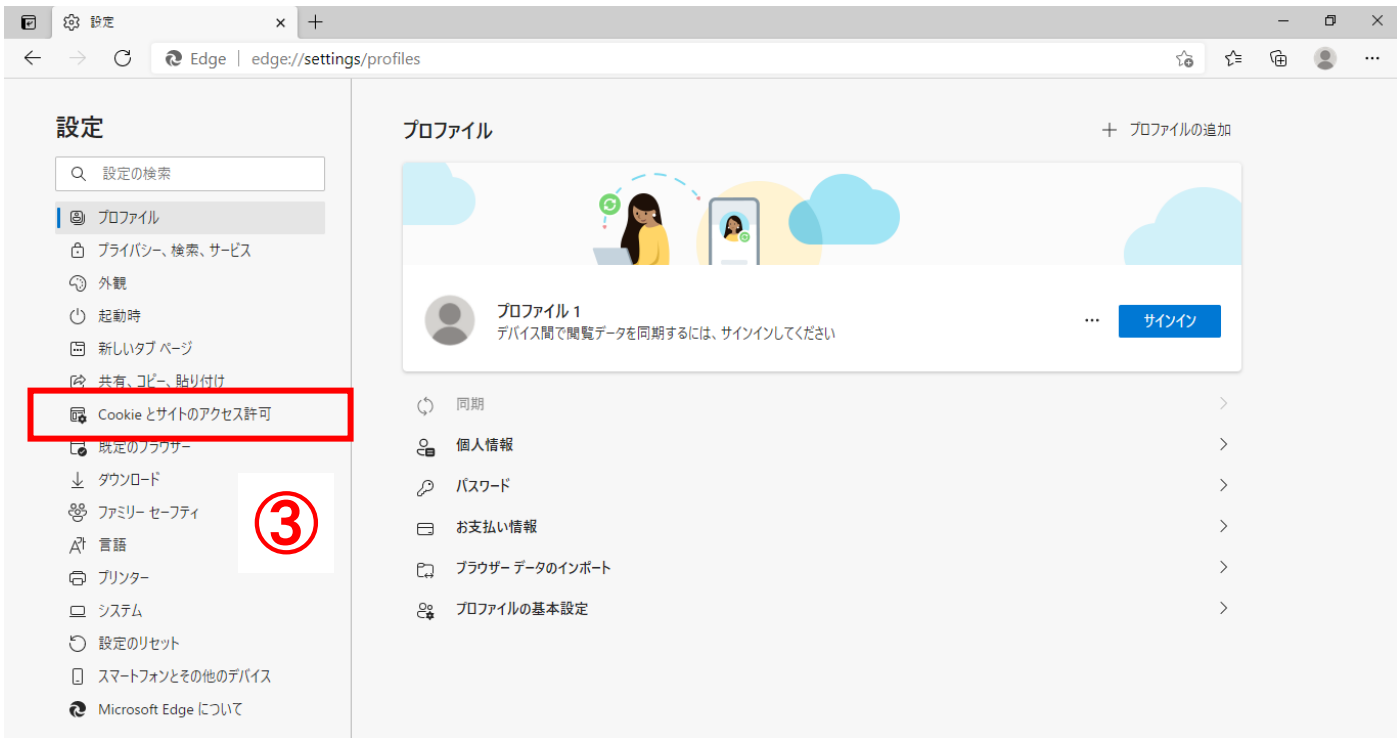 設定
Edge | edge://settings/profiles
設定
設定の検索
プロファイル
プライバシー、検索、サービス
外観
起動時
新しいタブ ページ
共有、コピー、貼り付け
Cookie とサイトのアクセス許可
既定のブラウザー
ダウンロード
ファミリー セーフティ
言語
プリンター
システム
設定のリセット
スマートフォンとその他のデバイス
Microsoft Edge について
③
プロファイル
プロファイルの追加
プロファイル 1
デバイス間で閲覧データを同期するには、サインインしてください
サインイン
同期
個人情報
パスワード
お支払い情報
ブラウザー データのインポート
プロファイルの基本設定